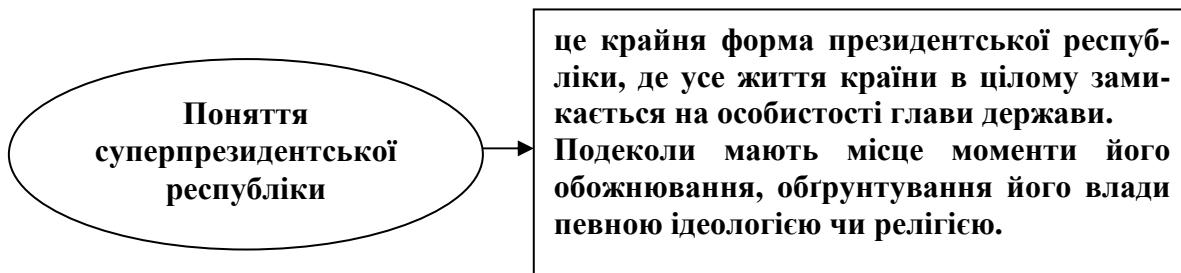 Поняття
суперпрезидентської
республіки
це крайня форма президентської респуб-
ліки, де усе життя країни в цілому зами-
кається на особистості глави держави.
Подеколи мають місце моменти його
обожнювання, обґрунтування його влади
певною ідеологією чи релігією.